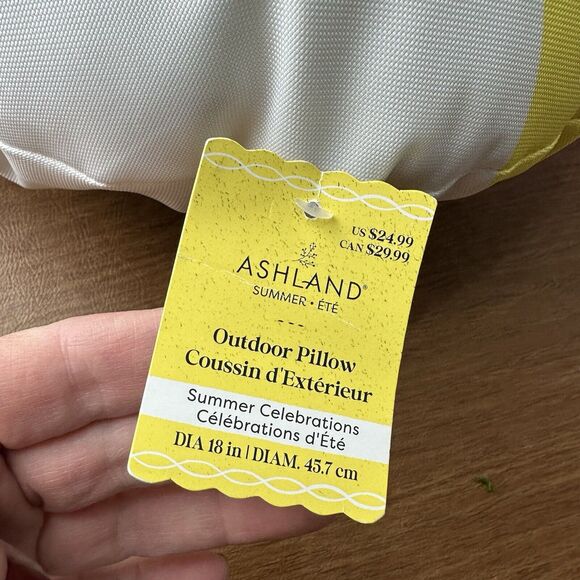 US $24.99
CAN $29.99
ASHLAND®
SUMMER • ÉTÉ
Outdoor Pillow
Coussin d'Extérieur
Summer Celebrations
Célébrations d'Été
DIA 18 in | DIAM. 45.7 cm